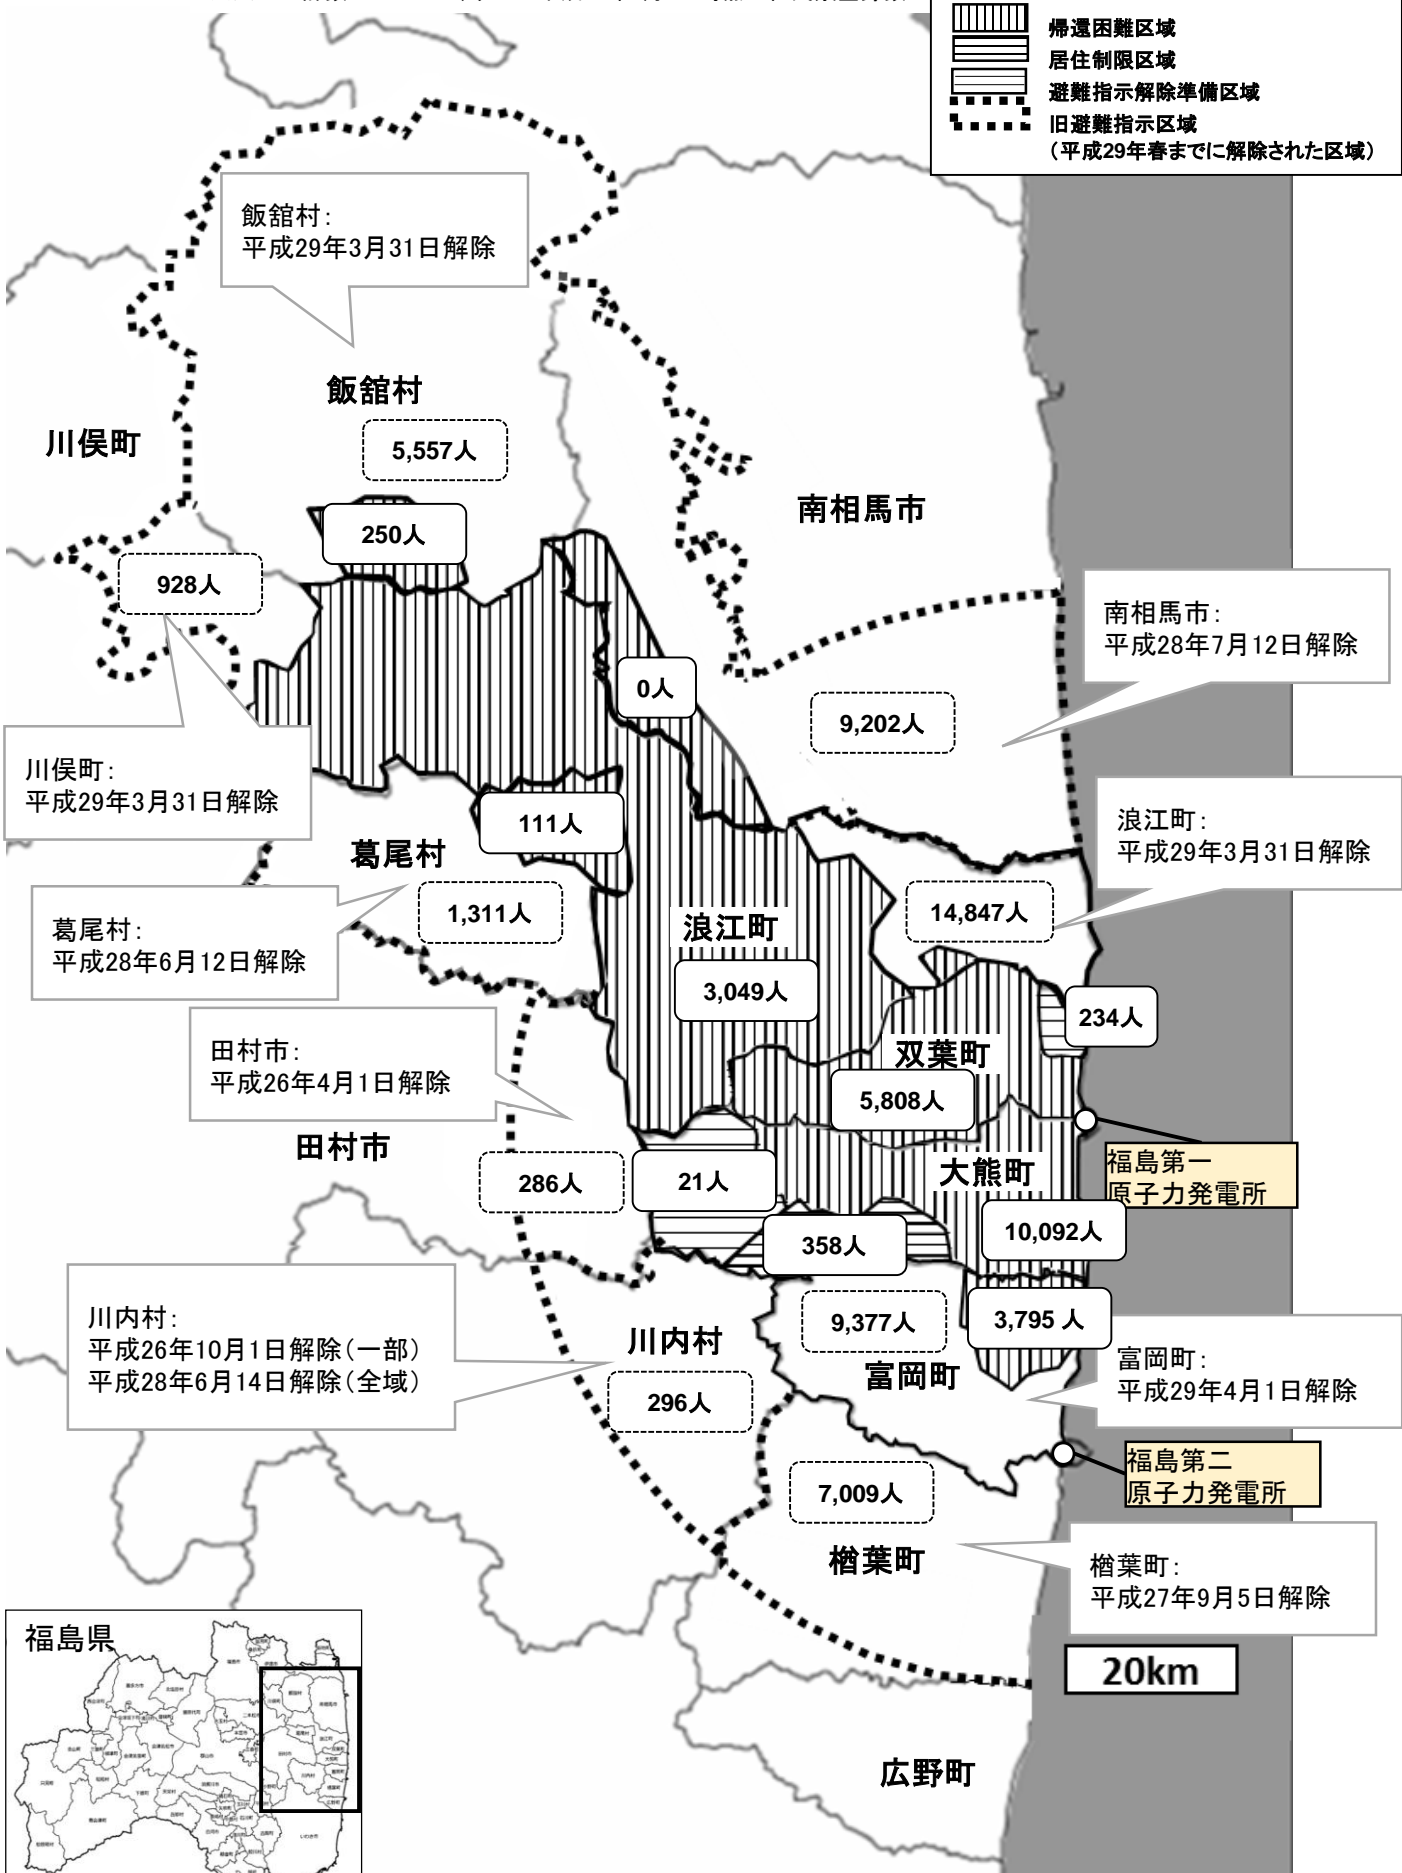 帰還困難区域
居住制限区域
避難指示解除準備区域
旧避難指示区域
（平成29年春までに解除された区域）
飯舘村：
平成29年3月31日解除
飯舘村
川俣町
5,557人
南相馬市
250人
928人
南相馬市：
平成28年7月12日解除
0人
9,202人
川俣町：
平成29年3月31日解除
111人
浪江町：
平成29年3月31日解除
葛尾村
1,311人
14,847人
葛尾村：
平成28年6月12日解除
浪江町
3,049人
234人
田村市：
平成26年4月1日解除
双葉町
5,808人
田村市
大熊町
福島第一
原子力発電所
286人
21人
10,092人
358人
川内村：
平成26年10月1日解除（一部）
平成28年6月14日解除（全域）
9,377人
3,795 人
川内村
富岡町
富岡町：
平成29年4月1日解除
296人
福島第二
原子力発電所
7,009人
楢葉町
楢葉町：
平成27年9月5日解除
福島県
20km
広野町